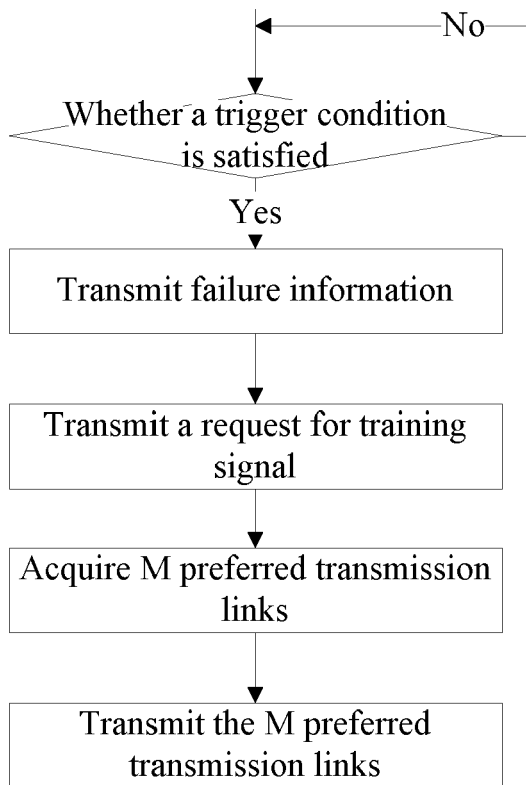 No
Whether a trigger condition
is satisfied
Yes
Transmit failure information
Transmit a request for training
signal
Acquire M preferred transmission
links
Transmit the M preferred
transmission links